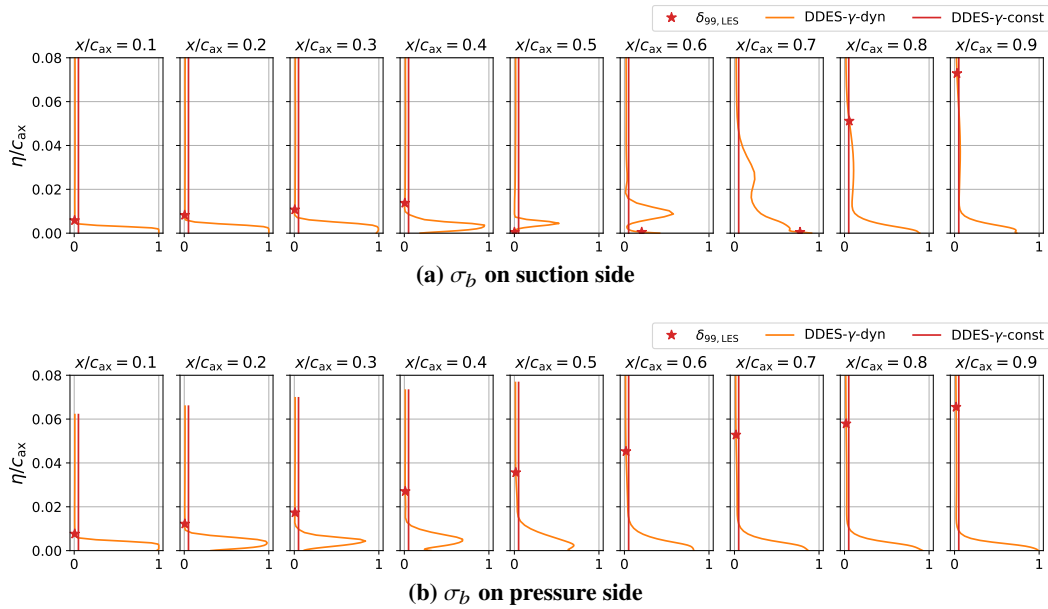 δ99, LES DDES-γ-dyn DDES-γ-const
x/cax = 0.1 x/cax = 0.2 x/cax = 0.3 x/cax = 0.4 x/cax = 0.5 x/cax = 0.6 x/cax = 0.7 x/cax = 0.8 x/cax = 0.9
0.08
0.06
0.04
0.02
0.00
η/cax
0 1 0 1 0 1 0 1 0 1 0 1 0 1 0 1 0 1
(a) σb on suction side
δ99, LES DDES-γ-dyn DDES-γ-const
x/cax = 0.1 x/cax = 0.2 x/cax = 0.3 x/cax = 0.4 x/cax = 0.5 x/cax = 0.6 x/cax = 0.7 x/cax = 0.8 x/cax = 0.9
0.08
0.06
0.04
0.02
0.00
η/cax
0 1 0 1 0 1 0 1 0 1 0 1 0 1 0 1 0 1
(b) σb on pressure side